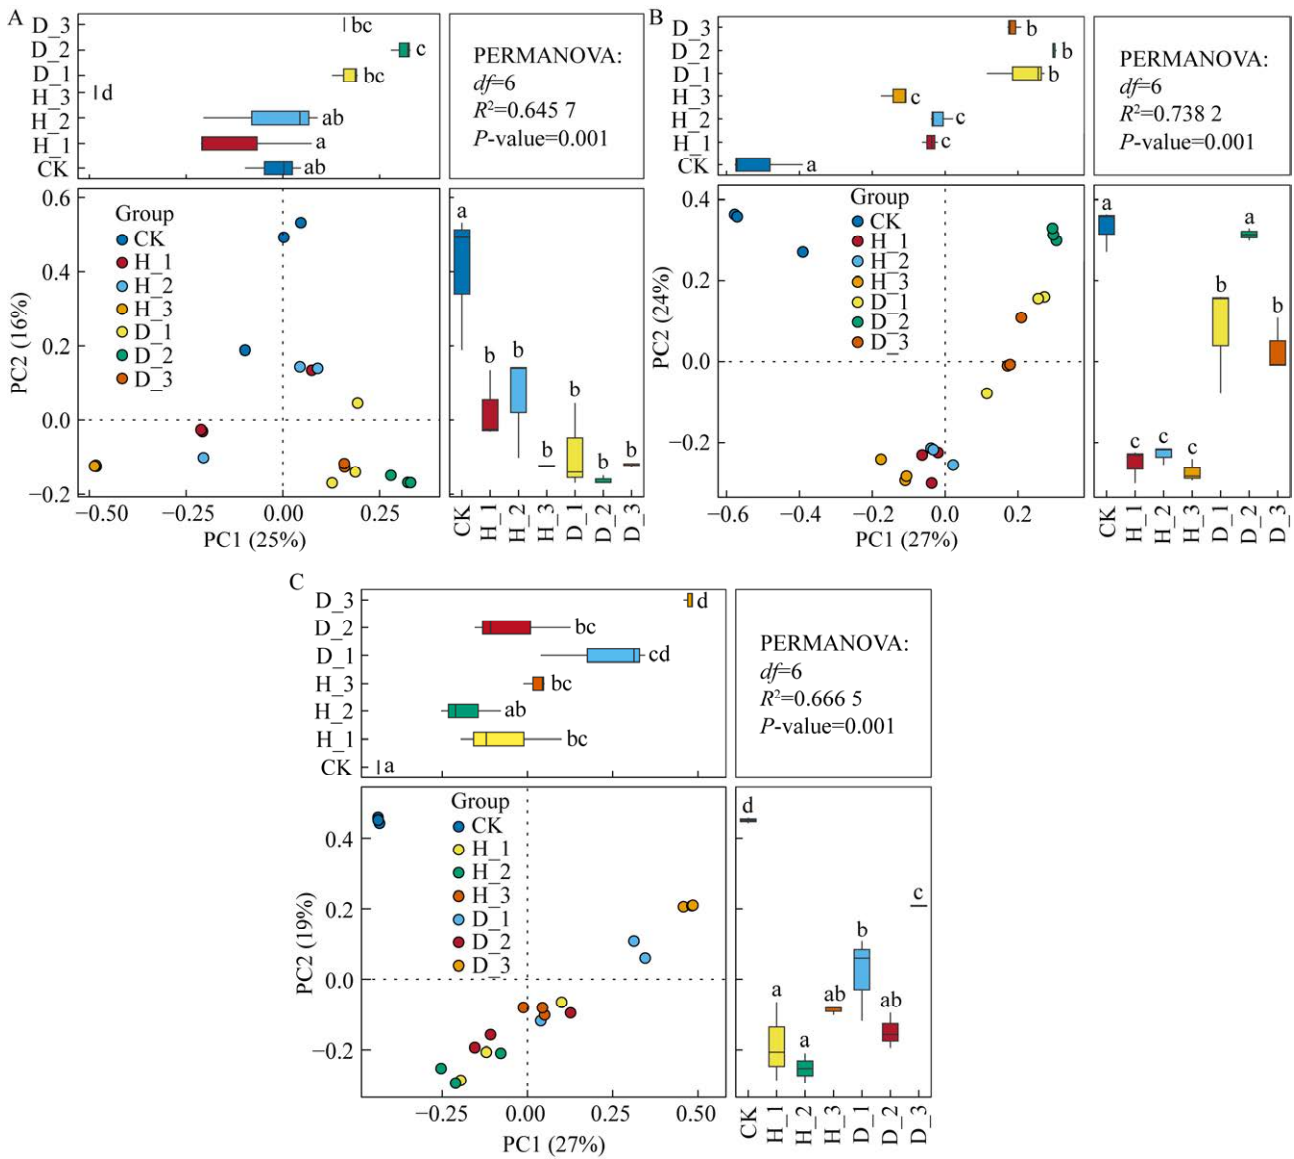 A
D_3
D_2
D_1
H_3
H_2
H_1
CK
bc
c
bc
d
ab
a
ab
PERMANOVA:
df=6
R²=0.645 7
P-value=0.001
0.6
0.4
0.2
0.0
−0.2
PC2 (16%)
Group
CK
H_1
H_2
H_3
D_1
D_2
D_3
−0.50
−0.25
0.00
0.25
PC1 (25%)
a
b
b
b
b
b
b
CK
H_1
H_2
H_3
D_1
D_2
D_3
B
D_3
D_2
D_1
H_3
H_2
H_1
CK
b
b
b
c
c
c
a
PERMANOVA:
df=6
R²=0.738 2
P-value=0.001
0.4
0.2
0.0
−0.2
PC2 (24%)
Group
CK
H_1
H_2
H_3
D_1
D_2
D_3
−0.6
−0.4
−0.2
0.0
0.2
PC1 (27%)
a
c
c
c
b
a
b
CK
H_1
H_2
H_3
D_1
D_2
D_3
C
D_3
D_2
D_1
H_3
H_2
H_1
CK
d
bc
cd
bc
ab
bc
a
PERMANOVA:
df=6
R²=0.666 5
P-value=0.001
0.4
0.2
0.0
−0.2
PC2 (19%)
Group
CK
H_1
H_2
H_3
D_1
D_2
D_3
−0.25
0.00
0.25
0.50
PC1 (27%)
d
a
a
ab
b
ab
c
CK
H_1
H_2
H_3
D_1
D_2
D_3